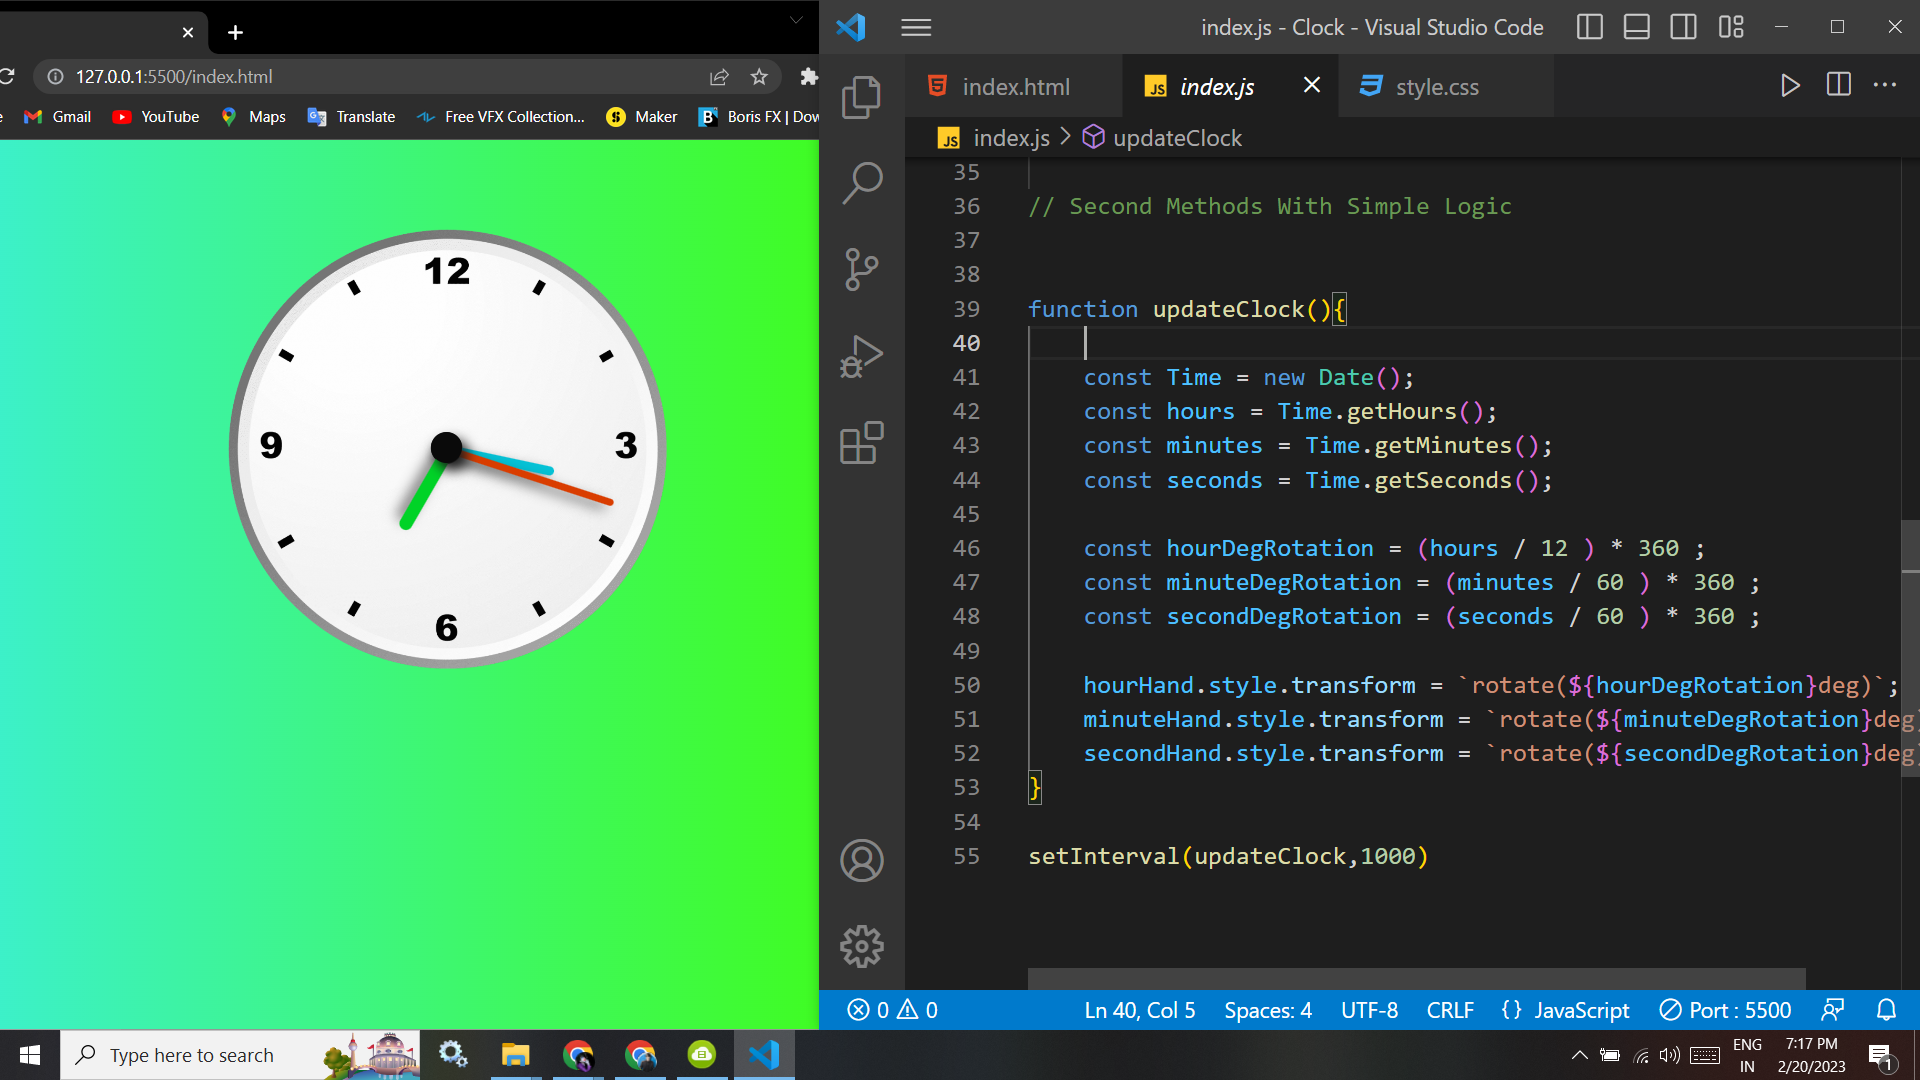 127.0.0.1:5500/index.html
Gmail YouTube Maps Translate Free VFX Collection... Maker Boris FX | Dow
12
9
3
6
index.js - Clock - Visual Studio Code
index.html
JS index.js
style.css
JS index.js > updateClock
35
36 // Second Methods With Simple Logic
37
38
39 function updateClock(){
40
41 const Time = new Date();
42 const hours = Time.getHours();
43 const minutes = Time.getMinutes();
44 const seconds = Time.getSeconds();
45
46 const hourDegRotation = (hours / 12 ) * 360 ;
47 const minuteDegRotation = (minutes / 60 ) * 360 ;
48 const secondDegRotation = (seconds / 60 ) * 360 ;
49
50 hourHand.style.transform = `rotate(${hourDegRotation}deg)`;
51 minuteHand.style.transform = `rotate(${minuteDegRotation}deg
52 secondHand.style.transform = `rotate(${secondDegRotation}deg
53 }
54
55 setInterval(updateClock,1000)
0 0 Ln 40, Col 5 Spaces: 4 UTF-8 CRLF {} JavaScript Port : 5500
Type here to search
ENG
IN
7:17 PM
2/20/2023
1